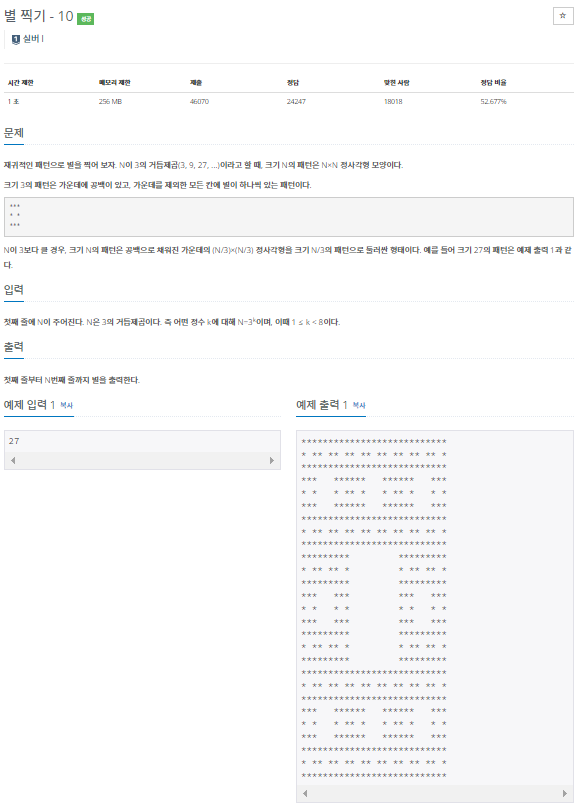 별 찍기 - 10 성공
☆
1 실버 I
시간 제한 메모리 제한 제출 정답 맞힌 사람 정답 비율
1 초 256 MB 46070 24247 18018 52.677%
문제
재귀적인 패턴으로 별을 찍어 보자. N이 3의 거듭제곱(3, 9, 27, ...)이라고 할 때, 크기 N의 패턴은 N×N 정사각형 모양이다.
크기 3의 패턴은 가운데에 공백이 있고, 가운데를 제외한 모든 칸에 별이 하나씩 있는 패턴이다.
***
* *
***
N이 3보다 클 경우, 크기 N의 패턴은 공백으로 채워진 가운데의 (N/3)×(N/3) 정사각형을 크기 N/3의 패턴으로 둘러싼 형태이다. 예를 들어 크기 27의 패턴은 예제 출력 1과 같
다.
입력
첫째 줄에 N이 주어진다. N은 3의 거듭제곱이다. 즉 어떤 정수 k에 대해 N=3ᵏ이며, 이때 1 ≤ k < 8이다.
출력
첫째 줄부터 N번째 줄까지 별을 출력한다.
예제 입력 1 복사
27
예제 출력 1 복사
***************************
* ** ** ** ** ** ** ** ** *
***************************
***   ******   ******   ***
* *   * ** *   * ** *   * *
***   ******   ******   ***
***************************
* ** ** ** ** ** ** ** ** *
***************************
*********         *********
* ** ** *         * ** ** *
*********         *********
***   ***         ***   ***
* *   * *         * *   * *
***   ***         ***   ***
*********         *********
* ** ** *         * ** ** *
*********         *********
***************************
* ** ** ** ** ** ** ** ** *
***************************
***   ******   ******   ***
* *   * ** *   * ** *   * *
***   ******   ******   ***
***************************
* ** ** ** ** ** ** ** ** *
***************************